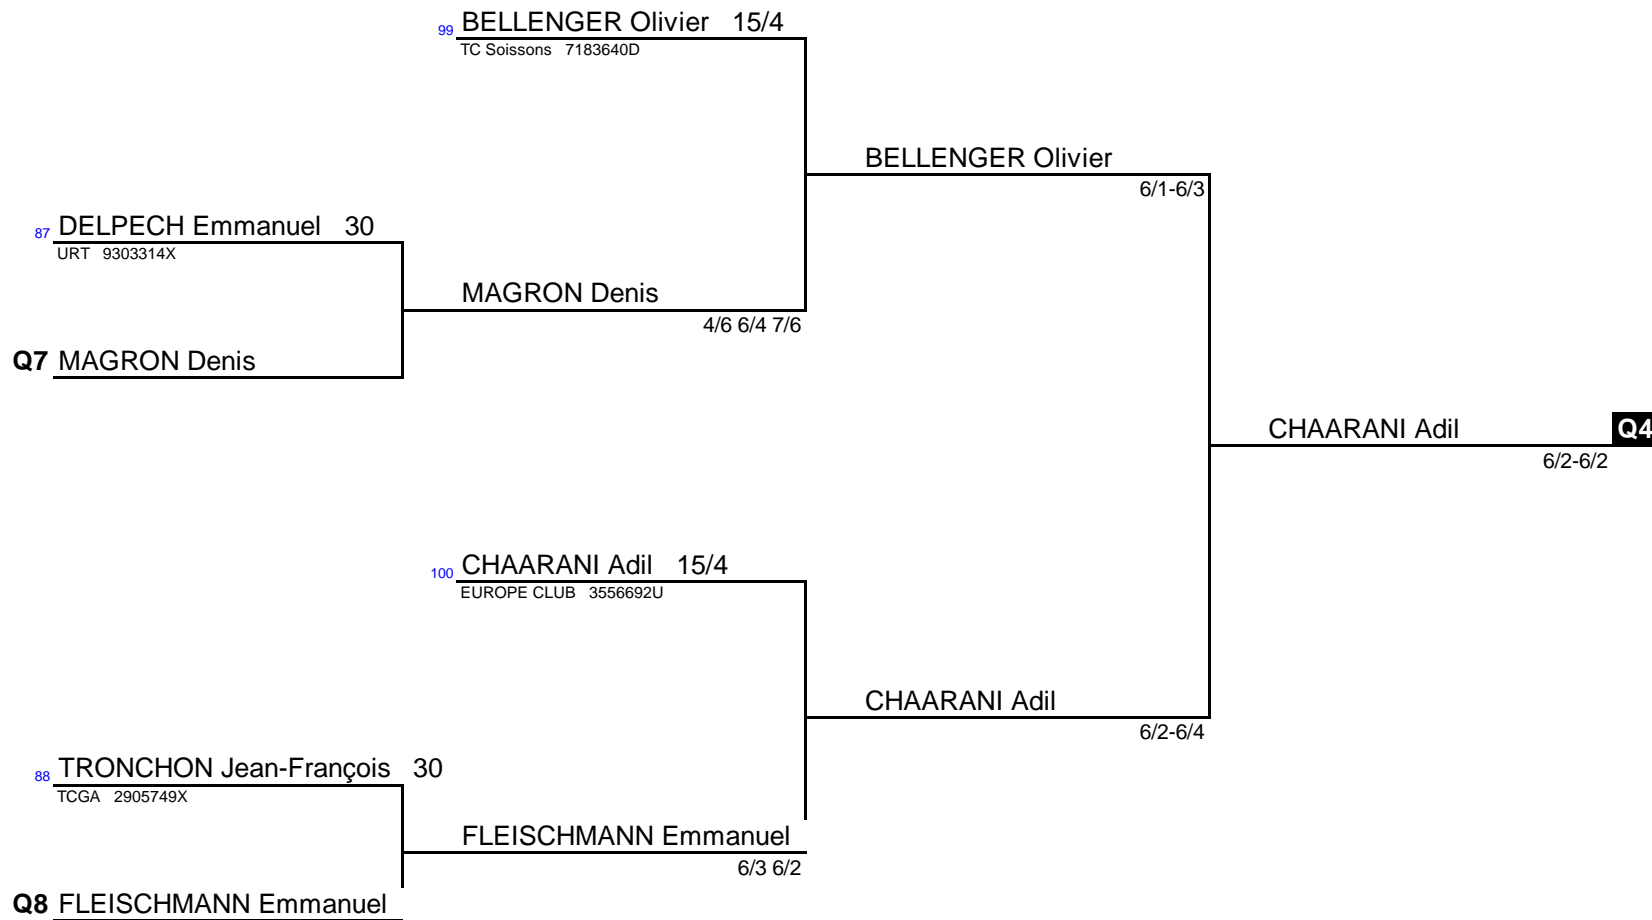 99 BELLENGER Olivier 15/4
TC Soissons 7183640D
BELLENGER Olivier
6/1-6/3
87 DELPECH Emmanuel 30
URT 9303314X
MAGRON Denis
4/6 6/4 7/6
Q7 MAGRON Denis
CHAARANI Adil Q4
6/2-6/2
100 CHAARANI Adil 15/4
EUROPE CLUB 3556692U
CHAARANI Adil
6/2-6/4
88 TRONCHON Jean-François 30
TCGA 2905749X
FLEISCHMANN Emmanuel
6/3 6/2
Q8 FLEISCHMANN Emmanuel